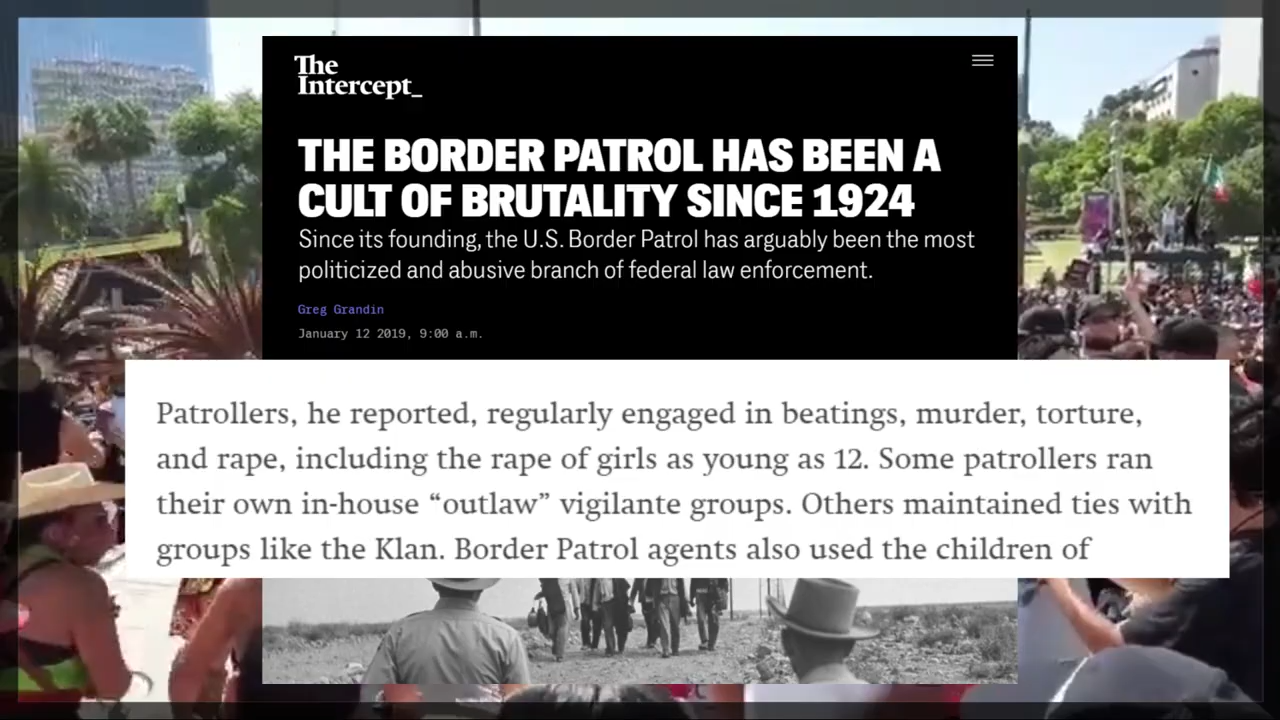 The
Intercept_
THE BORDER PATROL HAS BEEN A
CULT OF BRUTALITY SINCE 1924
Since its founding, the U.S. Border Patrol has arguably been the most
politicized and abusive branch of federal law enforcement.
Greg Grandin
January 12 2019, 9:00 a.m.
Patrollers, he reported, regularly engaged in beatings, murder, torture,
and rape, including the rape of girls as young as 12. Some patrollers ran
their own in-house “outlaw” vigilante groups. Others maintained ties with
groups like the Klan. Border Patrol agents also used the children of